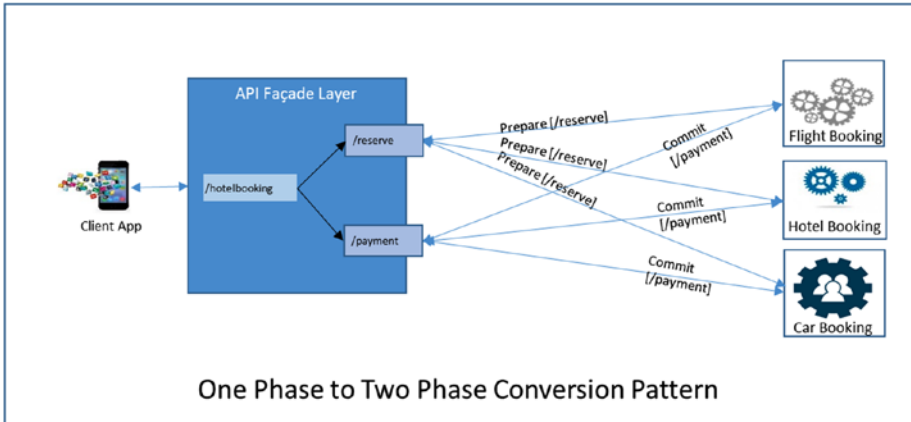 API Façade Layer
/reserve
/hotelbooking
/payment
Client App
Prepare [/reserve]
Prepare [/reserve]
Prepare [/reserve]
Commit
[/payment]
Commit
[/payment]
Commit
[/payment]
Flight Booking
Hotel Booking
Car Booking
One Phase to Two Phase Conversion Pattern